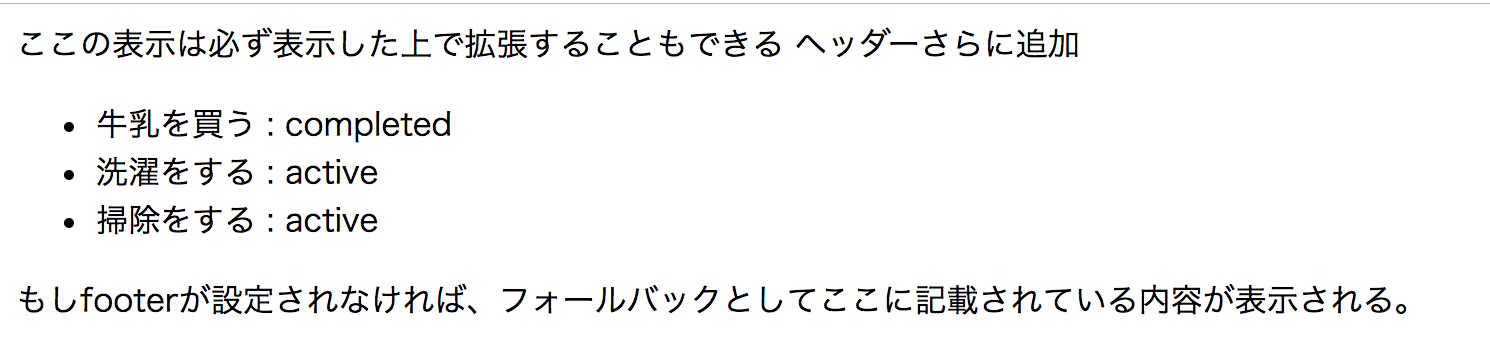 ここの表示は必ず表示した上で拡張することもできる ヘッダーさらに追加
• 牛乳を買う : completed
• 洗濯をする : active
• 掃除をする : active
もしfooterが設定されなければ、フォールバックとしてここに記載されている内容が表示される。